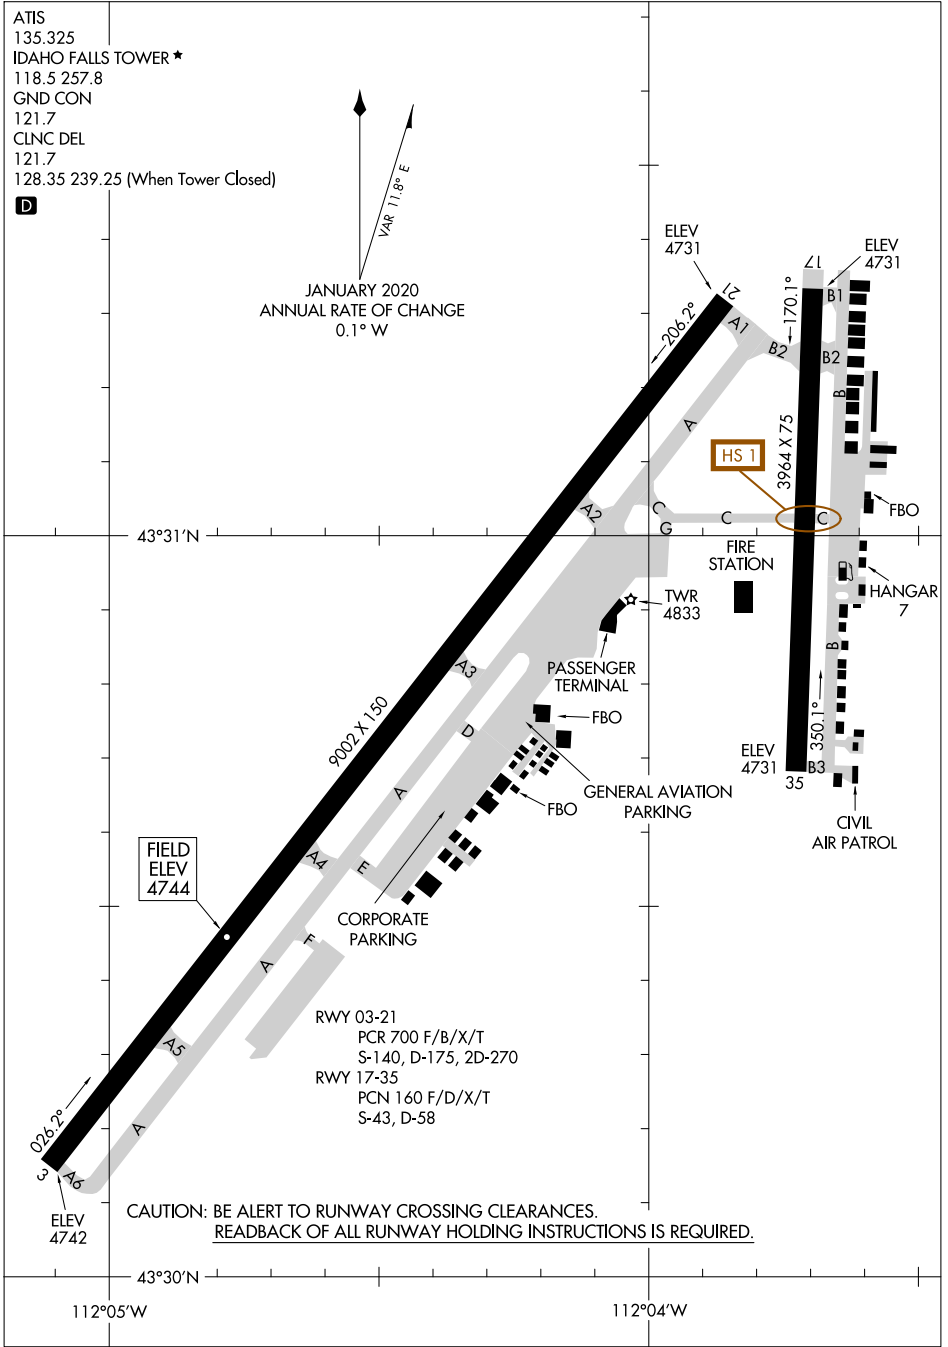 ATIS
135.325
IDAHO FALLS TOWER ★
118.5 257.8
GND CON
121.7
CLNC DEL
121.7
128.35 239.25 (When Tower Closed)
D
VAR 11.8° E
JANUARY 2020
ANNUAL RATE OF CHANGE
0.1° W
ELEV
4731
21
17
ELEV
4731
B1
206.2°
170.1°
A1
B2
B2
B
A
3964 X 75
HS 1
A2
C
G
C
C
FBO
43°31'N
FIRE
STATION
HANGAR
7
TWR
4833
PASSENGER
TERMINAL
B
A3
FBO
D
9002 X 150
350.1°
ELEV
4731
35
B3
A
GENERAL AVIATION
PARKING
FBO
CIVIL
AIR PATROL
FIELD
ELEV
4744
A4
E
CORPORATE
PARKING
F
A
RWY 03-21
PCR 700 F/B/X/T
S-140, D-175, 2D-270
RWY 17-35
PCN 160 F/D/X/T
S-43, D-58
A5
026.2°
A
3
A6
ELEV
4742
CAUTION: BE ALERT TO RUNWAY CROSSING CLEARANCES.
READBACK OF ALL RUNWAY HOLDING INSTRUCTIONS IS REQUIRED.
43°30'N
112°05'W
112°04'W